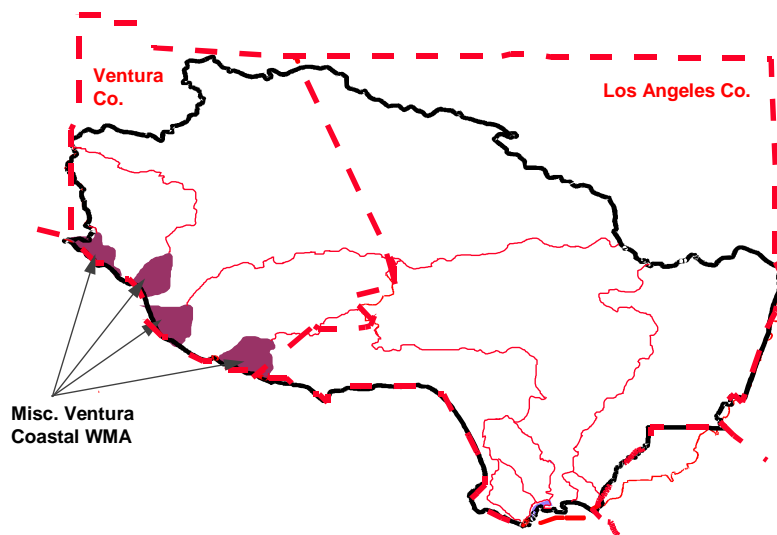 Ventura
Co.
Los Angeles Co.
Misc. Ventura
Coastal WMA